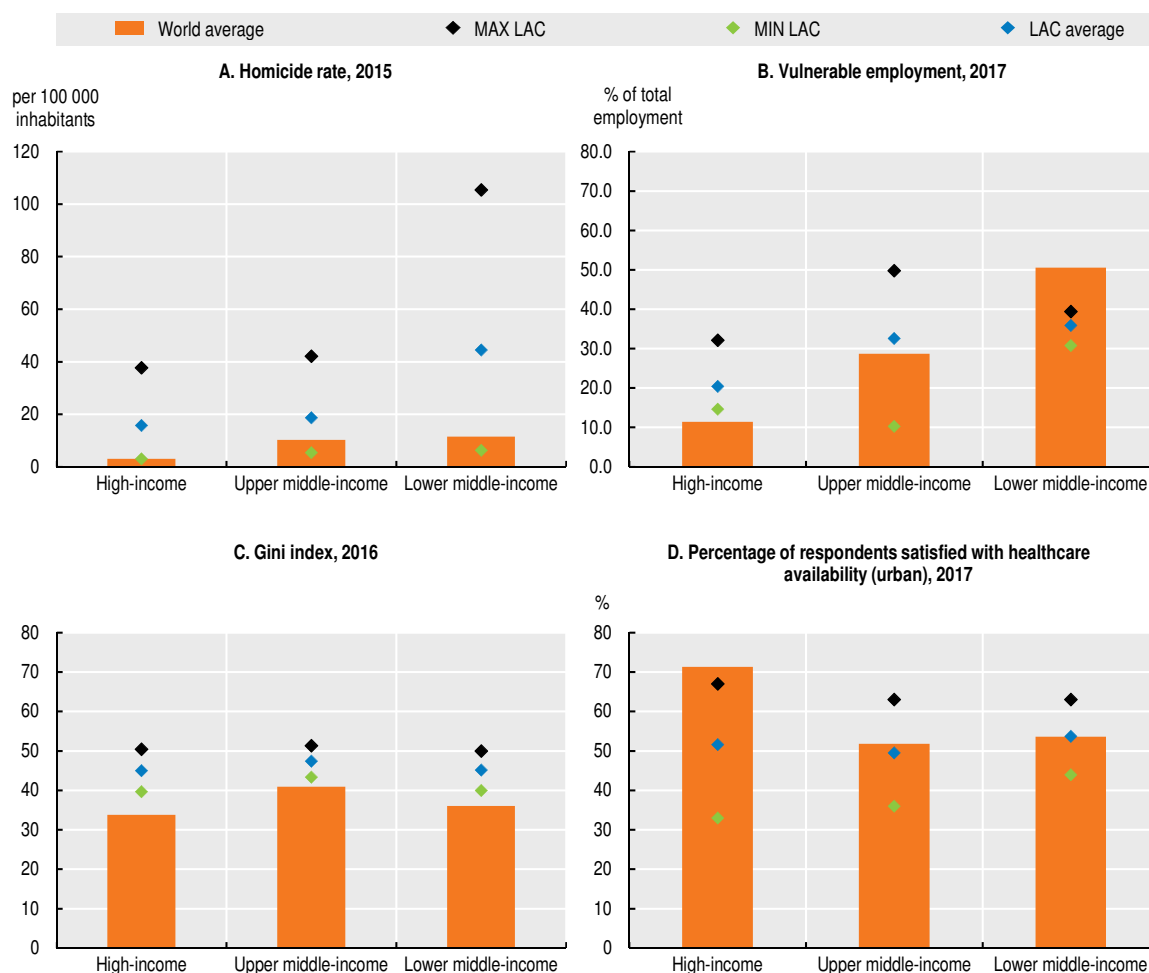 World average
MAX LAC
MIN LAC
LAC average
A. Homicide rate, 2015
per 100 000
inhabitants
120
100
80
60
40
20
0
High-income
Upper middle-income
Lower middle-income
B. Vulnerable employment, 2017
% of total
employment
80.0
70.0
60.0
50.0
40.0
30.0
20.0
10.0
0.0
High-income
Upper middle-income
Lower middle-income
C. Gini index, 2016
80
70
60
50
40
30
20
10
0
High-income
Upper middle-income
Lower middle-income
D. Percentage of respondents satisfied with healthcare
availability (urban), 2017
%
80
70
60
50
40
30
20
10
0
High-income
Upper middle-income
Lower middle-income